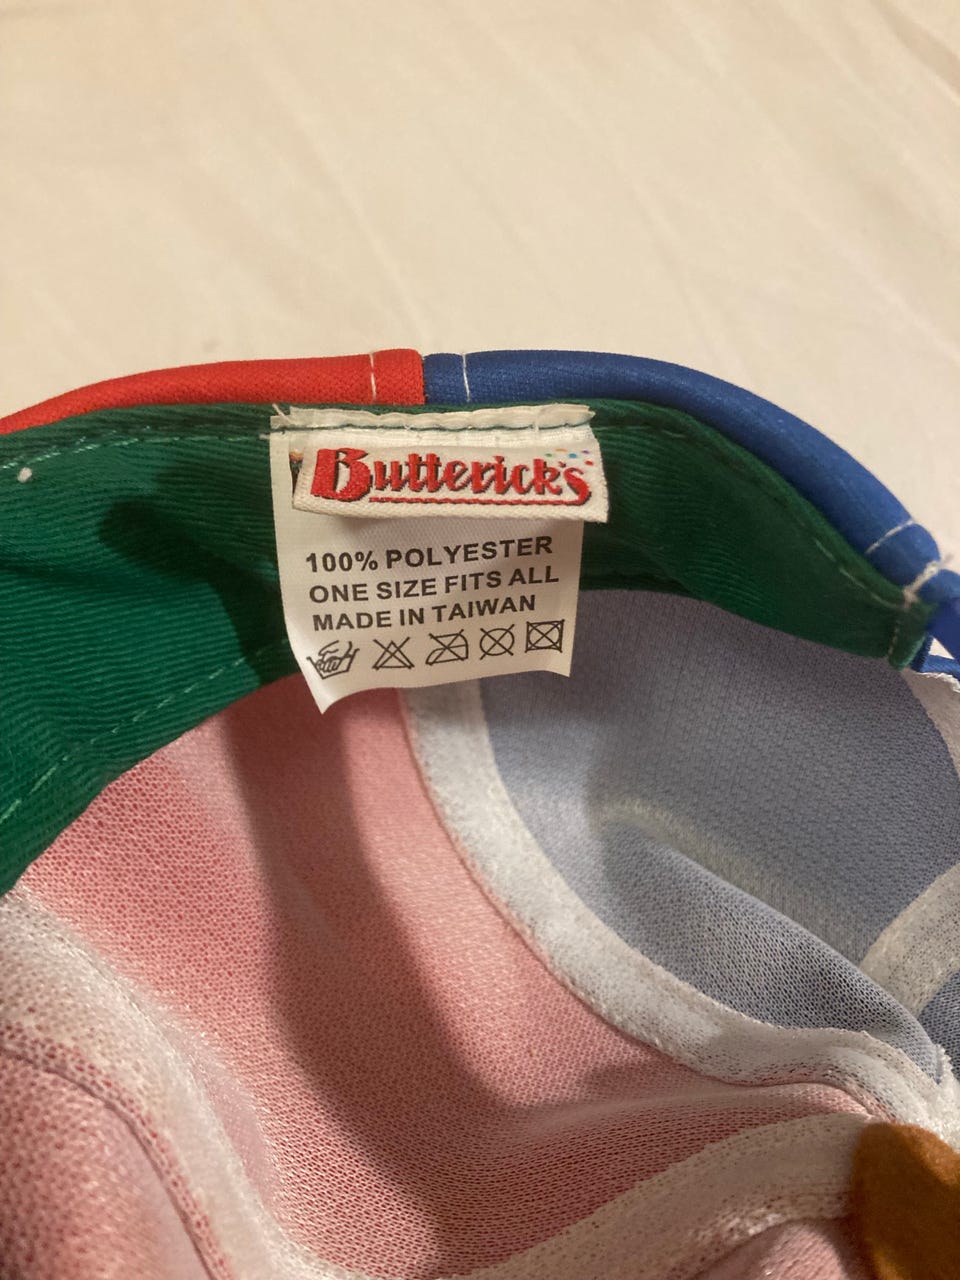 Butterick's
100% POLYESTER
ONE SIZE FITS ALL
MADE IN TAIWAN